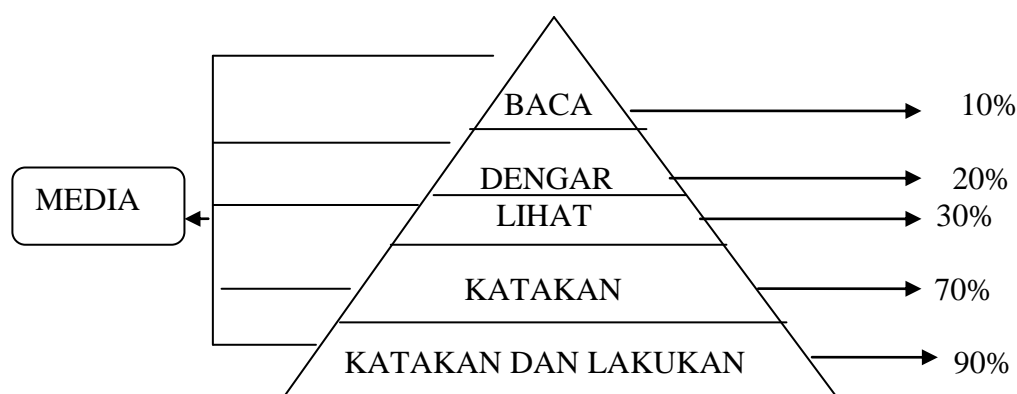 BACA 10%
DENGAR 20%
MEDIA
LIHAT 30%
KATAKAN 70%
KATAKAN DAN LAKUKAN 90%